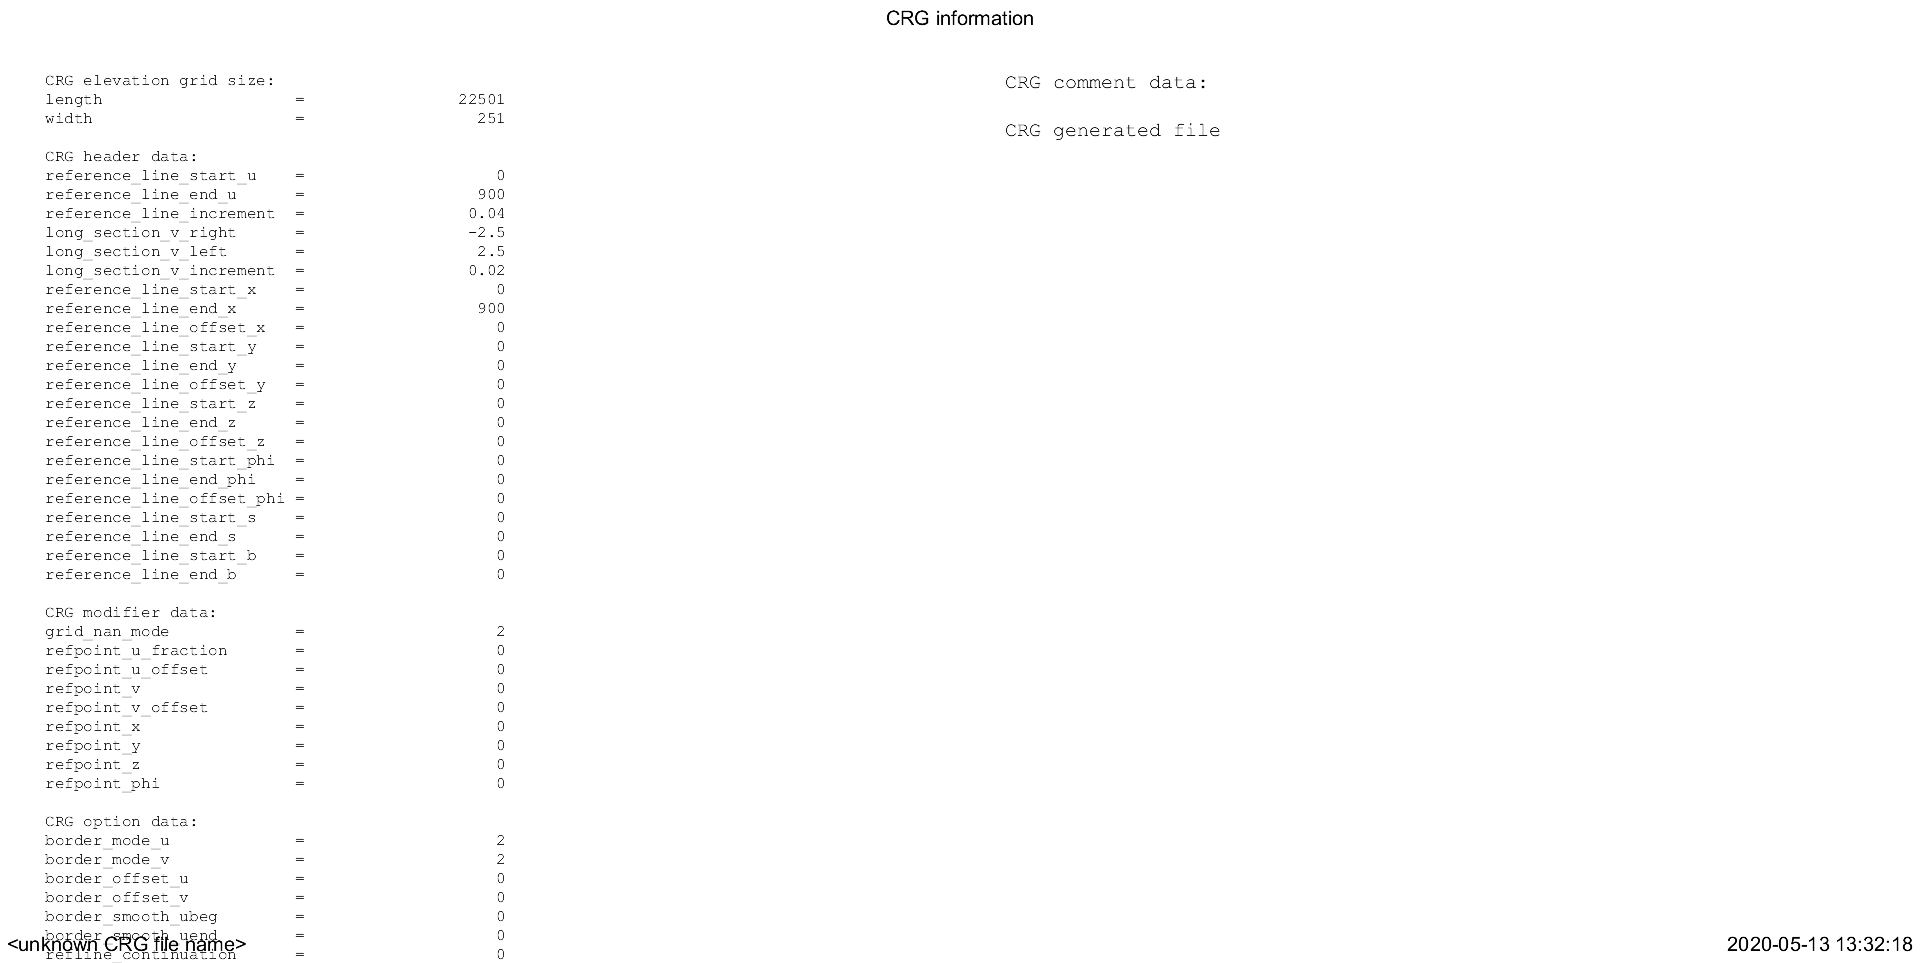 CRG information
CRG elevation grid size:
length = 22501
width = 251
CRG header data:
reference_line_start_u = 0
reference_line_end_u = 900
reference_line_increment = 0.04
long_section_v_right = -2.5
long_section_v_left = 2.5
long_section_v_increment = 0.02
reference_line_start_x = 0
reference_line_end_x = 900
reference_line_offset_x = 0
reference_line_start_y = 0
reference_line_end_y = 0
reference_line_offset_y = 0
reference_line_start_z = 0
reference_line_end_z = 0
reference_line_offset_z = 0
reference_line_start_phi = 0
reference_line_end_phi = 0
reference_line_offset_phi = 0
reference_line_start_s = 0
reference_line_end_s = 0
reference_line_start_b = 0
reference_line_end_b = 0
CRG modifier data:
grid_nan_mode = 2
refpoint_u_fraction = 0
refpoint_u_offset = 0
refpoint_v = 0
refpoint_v_offset = 0
refpoint_x = 0
refpoint_y = 0
refpoint_z = 0
refpoint_phi = 0
CRG option data:
border_mode_u = 2
border_mode_v = 2
border_offset_u = 0
border_offset_v = 0
border_smooth_ubeg = 0
border_smooth_uend = 0
refline_continuation = 0
CRG comment data:
CRG generated file
<unknown CRG file name>
2020-05-13 13:32:18